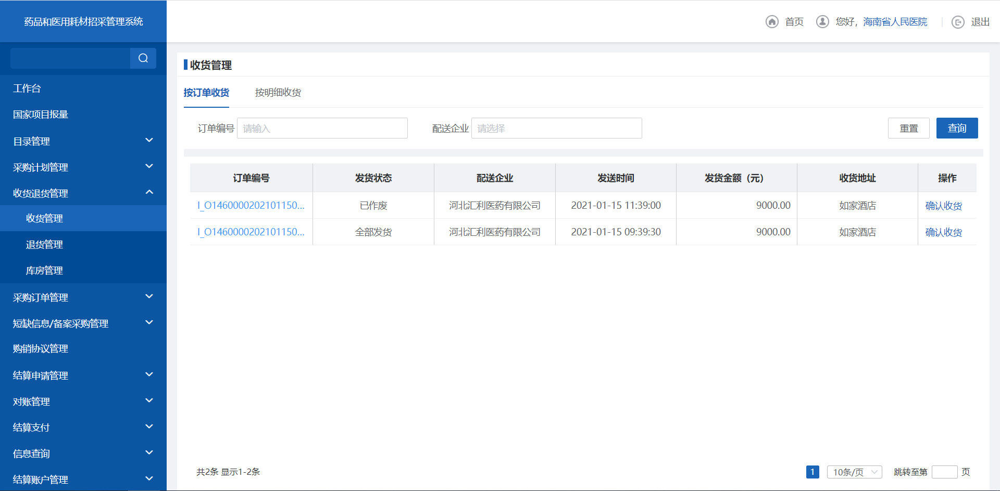 药品和医用耗材招采管理系统
首页
您好，海南省人民医院
退出
工作台
国家项目报量
目录管理
采购计划管理
收货退货管理
收货管理
退货管理
库房管理
采购订单管理
短缺信息/备案采购管理
购销协议管理
结算申请管理
对账管理
结算支付
信息查询
结算账户管理
收货管理
按订单收货 按明细收货
订单编号 请输入 配送企业 请选择 重置 查询
订单编号 发货状态 配送企业 发送时间 发货金额（元） 收货地址 操作
I_O1460000202101150... 已作废 河北汇利医药有限公司 2021-01-15 11:39:00 9000.00 如家酒店 确认收货
I_O1460000202101150... 全部发货 河北汇利医药有限公司 2021-01-15 09:39:30 9000.00 如家酒店 确认收货
共2条 显示1-2条 1 10条/页 跳转至第 页